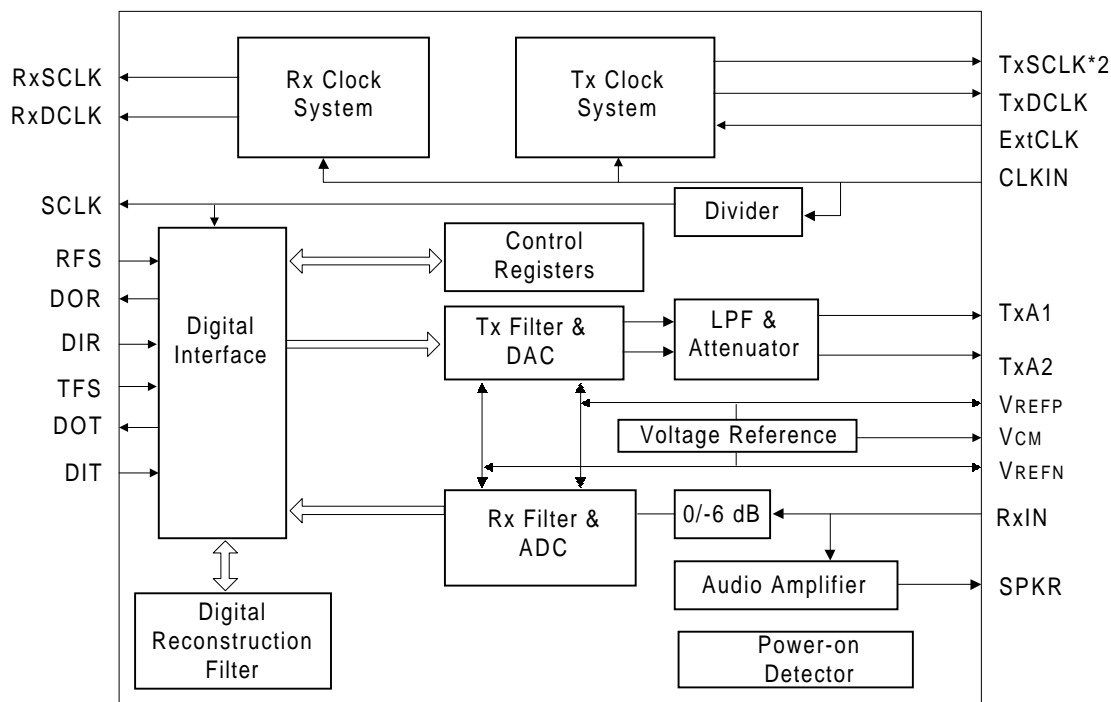 RxSCLK
RxDCLK
SCLK
RFS
DOR
DIR
TFS
DOT
DIT
Rx Clock
System
Tx Clock
System
Divider
Control
Registers
Digital
Interface
Tx Filter &
DAC
LPF &
Attenuator
Voltage Reference
Rx Filter &
ADC
0/-6 dB
Audio Amplifier
Digital
Reconstruction
Filter
Power-on
Detector
TxSCLK*2
TxDCLK
ExtCLK
CLKIN
TxA1
TxA2
VREFP
VCM
VREFN
RxIN
SPKR